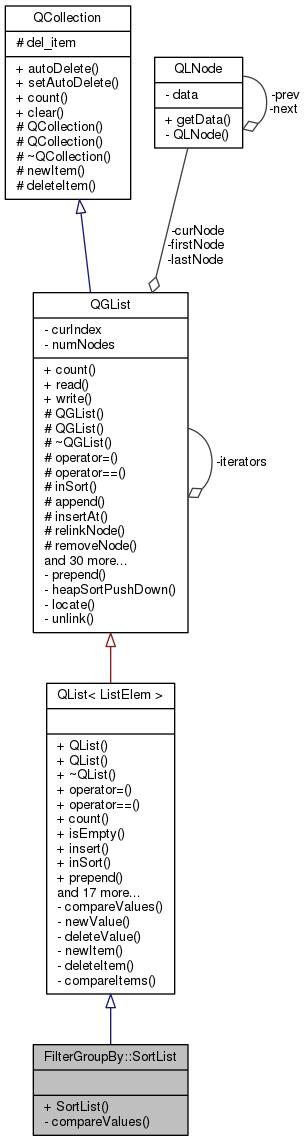 QCollection
# del_item
+ autoDelete()
+ setAutoDelete()
+ count()
+ clear()
# QCollection()
# QCollection()
# ~QCollection()
# newItem()
# deleteItem()
QLNode
- data
+ getData()
- QLNode()
-prev
-next
-curNode
-firstNode
-lastNode
QGList
- curIndex
- numNodes
+ count()
+ read()
+ write()
# QGList()
# QGList()
# ~QGList()
# operator=()
# operator==()
# inSort()
# append()
# insertAt()
# relinkNode()
# removeNode()
and 30 more...
- prepend()
- heapSortPushDown()
- locate()
- unlink()
-iterators
QList< ListElem >
+ QList()
+ QList()
+ ~QList()
+ operator=()
+ operator==()
+ count()
+ isEmpty()
+ insert()
+ inSort()
+ prepend()
and 17 more...
- compareValues()
- newValue()
- deleteValue()
- newItem()
- deleteItem()
- compareItems()
FilterGroupBy::SortList
+ SortList()
- compareValues()